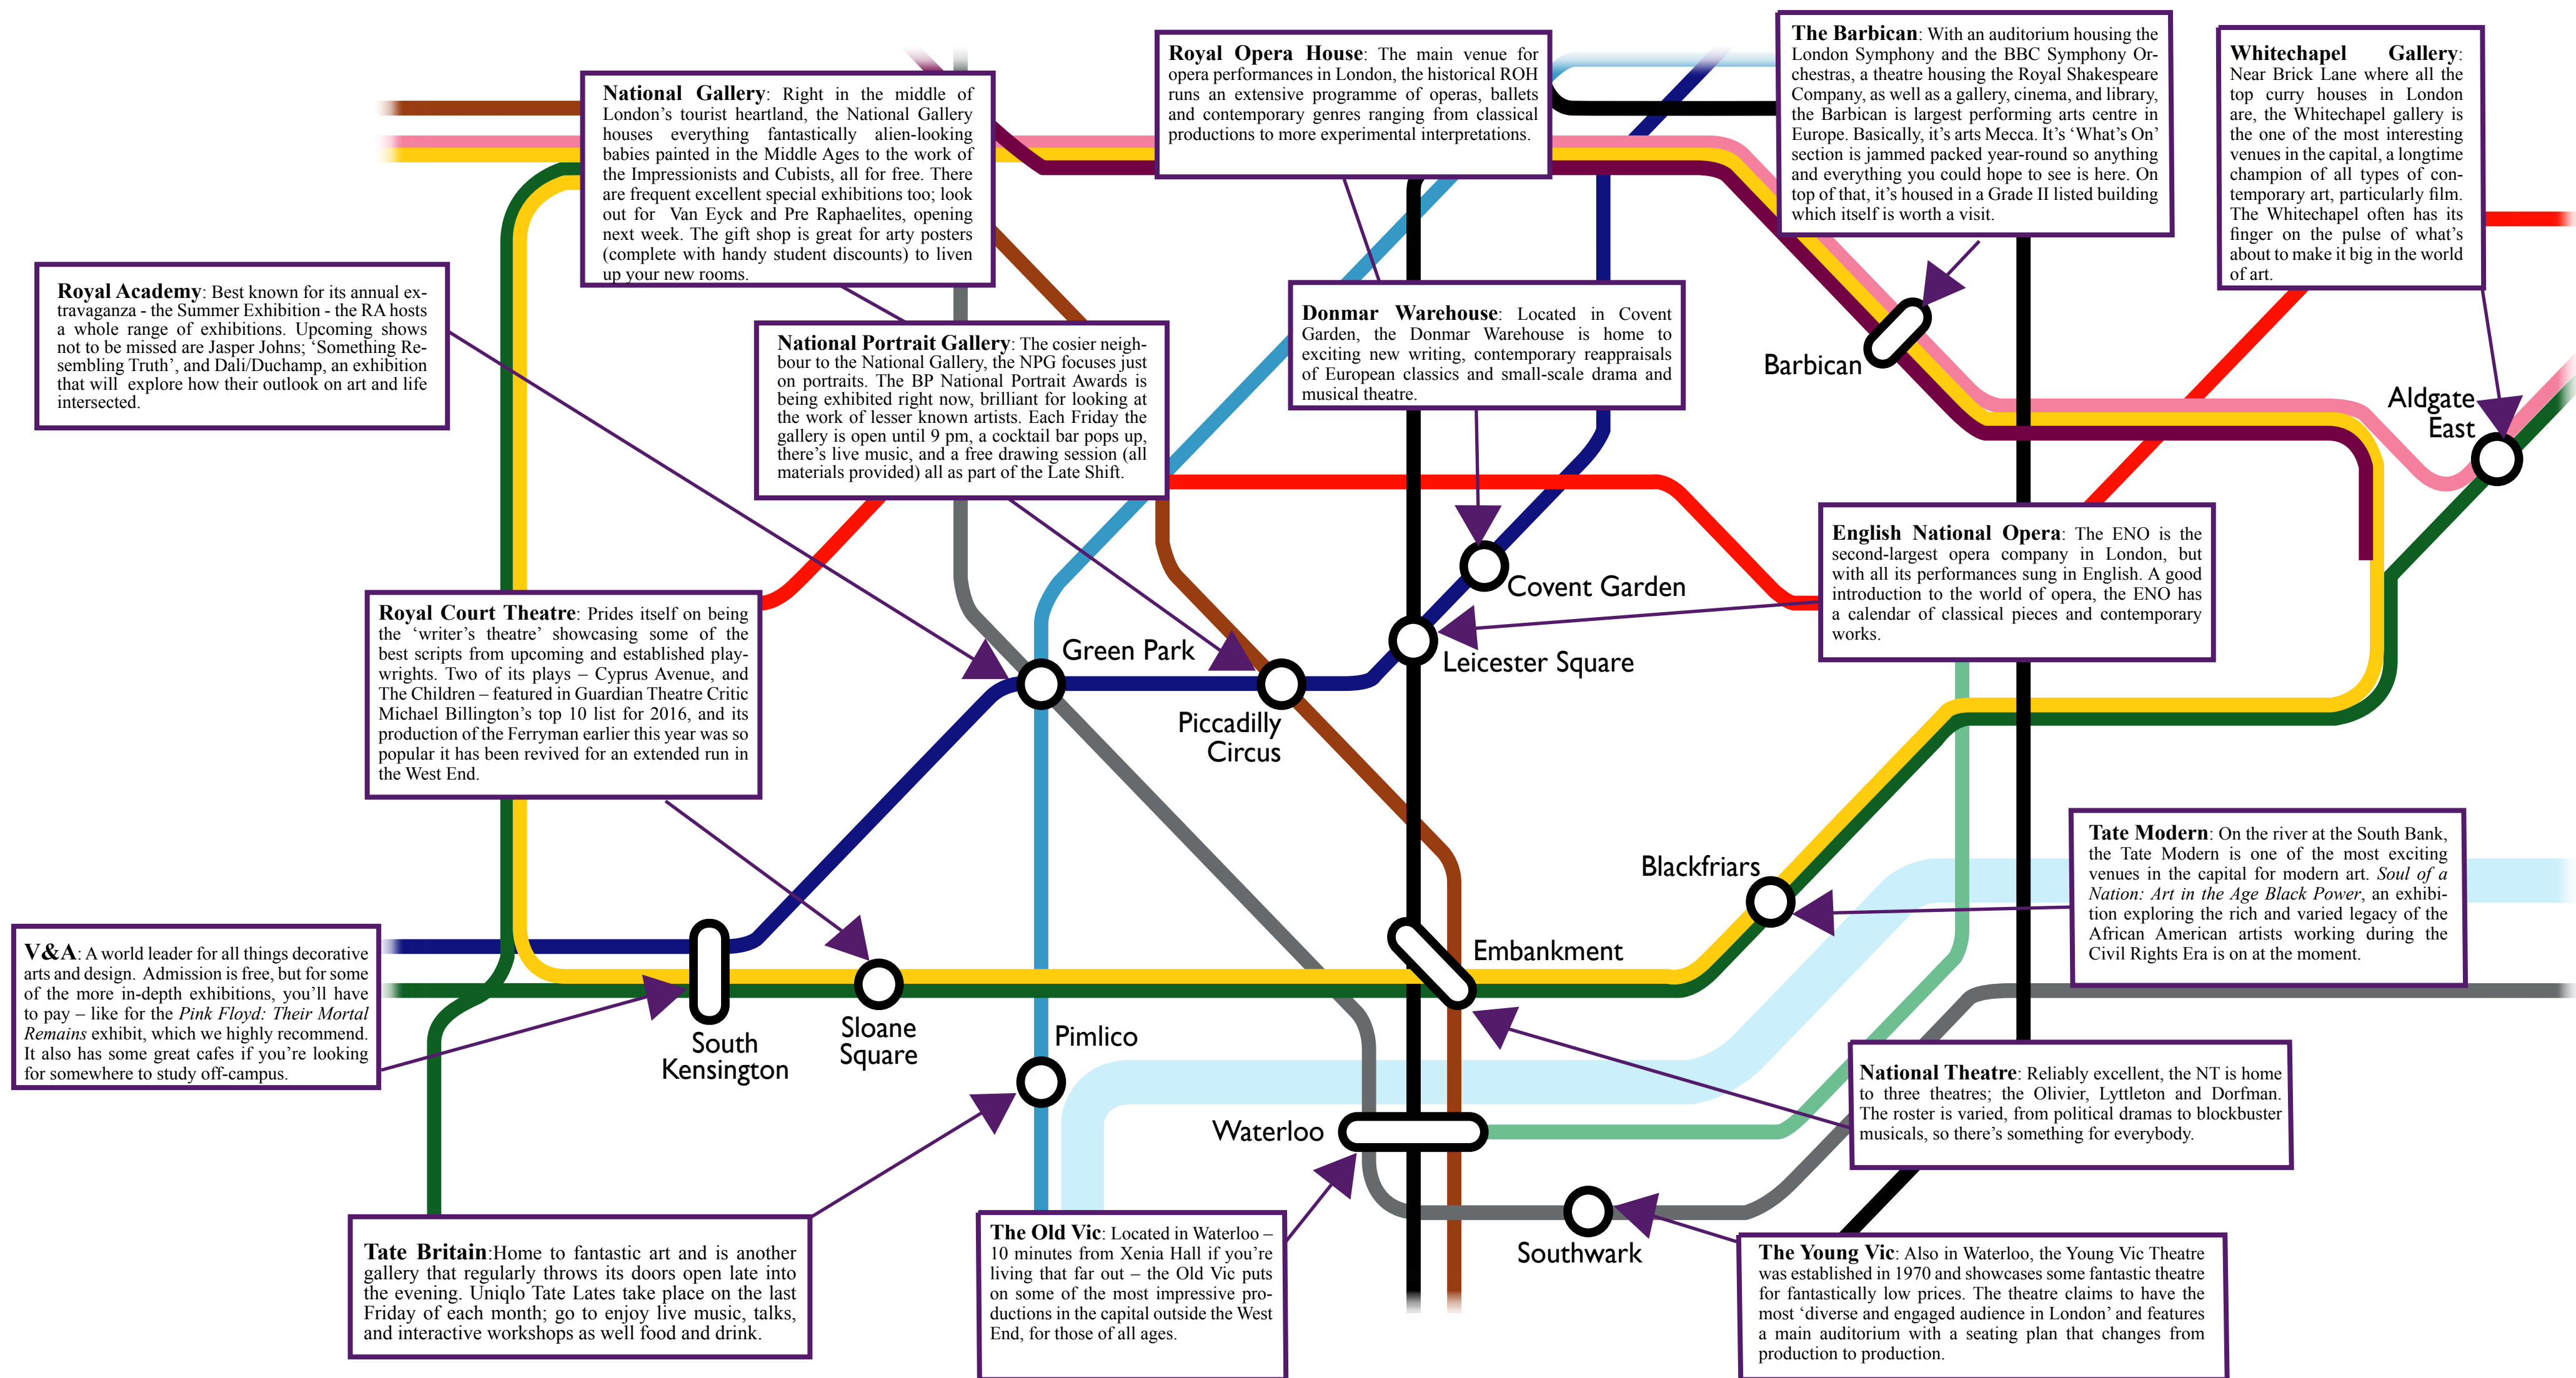 National Gallery: Right in the middle of
London's tourist heartland, the National Gallery
houses everything fantastically alien-looking
babies painted in the Middle Ages to the work of
the Impressionists and Cubists, all for free. There
are frequent excellent special exhibitions too; look
out for Van Eyck and Pre Raphaelites, opening
next week. The gift shop is great for arty posters
(complete with handy student discounts) to liven
up your new rooms.
Royal Opera House: The main venue for
opera performances in London, the historical ROH
runs an extensive programme of operas, ballets
and contemporary genres ranging from classical
productions to more experimental interpretations.
The Barbican: With an auditorium housing the
London Symphony and the BBC Symphony Or-
chestras, a theatre housing the Royal Shakespeare
Company, as well as a gallery, cinema, and library,
the Barbican is largest performing arts centre in
Europe. Basically, it's arts Mecca. It's 'What's On'
section is jammed packed year-round so anything
and everything you could hope to see is here. On
top of that, it's housed in a Grade II listed building
which itself is worth a visit.
Whitechapel Gallery:
Near Brick Lane where all the
top curry houses in London
are, the Whitechapel gallery is
the one of the most interesting
venues in the capital, a longtime
champion of all types of con-
temporary art, particularly film.
The Whitechapel often has its
finger on the pulse of what's
about to make it big in the world
of art.
Royal Academy: Best known for its annual ex-
travaganza - the Summer Exhibition - the RA hosts
a whole range of exhibitions. Upcoming shows
not to be missed are Jasper Johns; 'Something Re-
sembling Truth', and Dali/Duchamp, an exhibition
that will explore how their outlook on art and life
intersected.
National Portrait Gallery: The cosier neigh-
bour to the National Gallery, the NPG focuses just
on portraits. The BP National Portrait Awards is
being exhibited right now, brilliant for looking at
the work of lesser known artists. Each Friday the
gallery is open until 9 pm, a cocktail bar pops up,
there's live music, and a free drawing session (all
materials provided) all as part of the Late Shift.
Donmar Warehouse: Located in Covent
Garden, the Donmar Warehouse is home to
exciting new writing, contemporary reappraisals
of European classics and small-scale drama and
musical theatre.
Barbican
Aldgate
East
English National Opera: The ENO is the
second-largest opera company in London, but
with all its performances sung in English. A good
introduction to the world of opera, the ENO has
a calendar of classical pieces and contemporary
works.
Covent Garden
Leicester Square
Green Park
Piccadilly
Circus
Royal Court Theatre: Prides itself on being
the 'writer's theatre' showcasing some of the
best scripts from upcoming and established play-
wrights. Two of its plays – Cyprus Avenue, and
The Children – featured in Guardian Theatre Critic
Michael Billington's top 10 list for 2016, and its
production of the Ferryman earlier this year was so
popular it has been revived for an extended run in
the West End.
Blackfriars
Tate Modern: On the river at the South Bank,
the Tate Modern is one of the most exciting
venues in the capital for modern art. Soul of a
Nation: Art in the Age Black Power, an exhibi-
tion exploring the rich and varied legacy of the
African American artists working during the
Civil Rights Era is on at the moment.
V&A: A world leader for all things decorative
arts and design. Admission is free, but for some
of the more in-depth exhibitions, you'll have
to pay – like for the Pink Floyd: Their Mortal
Remains exhibit, which we highly recommend.
It also has some great cafes if you're looking
for somewhere to study off-campus.
South
Kensington
Sloane
Square
Pimlico
Embankment
Waterloo
Southwark
National Theatre: Reliably excellent, the NT is home
to three theatres; the Olivier, Lyttleton and Dorfman.
The roster is varied, from political dramas to blockbuster
musicals, so there's something for everybody.
Tate Britain:Home to fantastic art and is another
gallery that regularly throws its doors open late into
the evening. Uniqlo Tate Lates take place on the last
Friday of each month; go to enjoy live music, talks,
and interactive workshops as well food and drink.
The Old Vic: Located in Waterloo –
10 minutes from Xenia Hall if you're
living that far out – the Old Vic puts
on some of the most impressive pro-
ductions in the capital outside the West
End, for those of all ages.
The Young Vic: Also in Waterloo, the Young Vic Theatre
was established in 1970 and showcases some fantastic theatre
for fantastically low prices. The theatre claims to have the
most 'diverse and engaged audience in London' and features
a main auditorium with a seating plan that changes from
production to production.